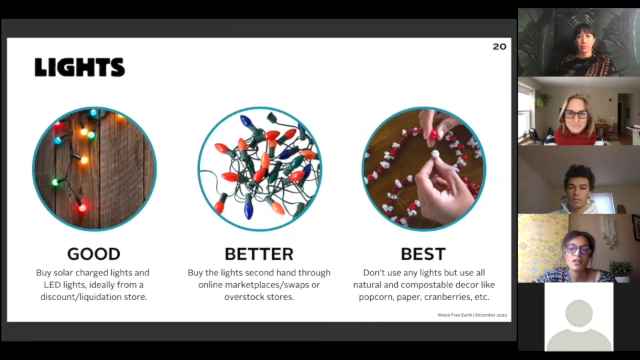 20
LIGHTS
GOOD
Buy solar charged lights and
LED lights, ideally from a
discount/liquidation store.
BETTER
Buy the lights second hand through
online marketplaces/swaps or
overstock stores.
BEST
Don't use any lights but use all
natural and compostable decor like
popcorn, paper, cranberries, etc.
Waste Free Earth | December 2020